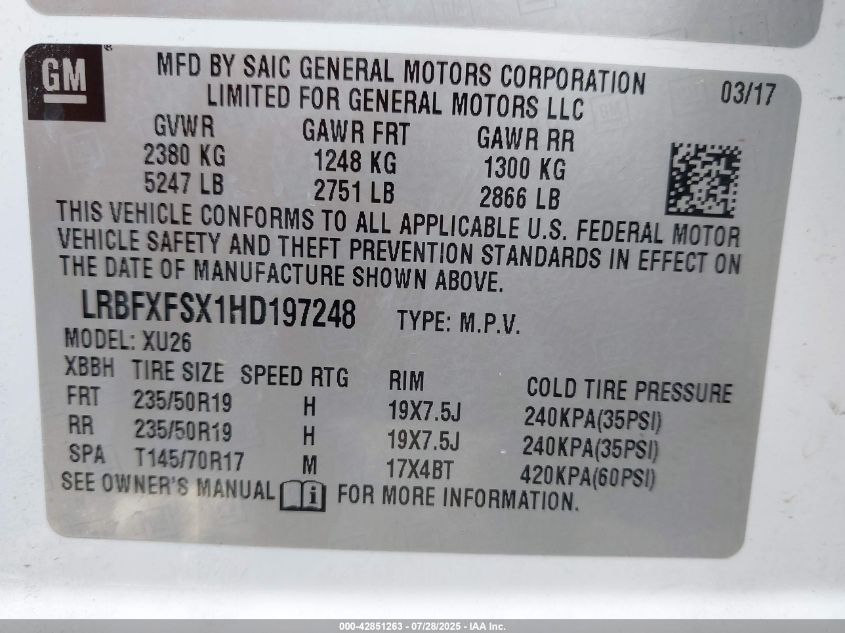 GM
MFD BY SAIC GENERAL MOTORS CORPORATION
LIMITED FOR GENERAL MOTORS LLC
03/17
GVWR GAWR FRT GAWR RR
2380 KG 1248 KG 1300 KG
5247 LB 2751 LB 2866 LB
THIS VEHICLE CONFORMS TO ALL APPLICABLE U.S. FEDERAL MOTOR
VEHICLE SAFETY AND THEFT PREVENTION STANDARDS IN EFFECT ON
THE DATE OF MANUFACTURE SHOWN ABOVE.
LRBFXFSX1HD197248 TYPE: M.P.V.
MODEL: XU26
XBBH TIRE SIZE SPEED RTG RIM COLD TIRE PRESSURE
FRT 235/50R19 H 19X7.5J 240KPA(35PSI)
RR 235/50R19 H 19X7.5J 240KPA(35PSI)
SPA T145/70R17 M 17X4BT 420KPA(60PSI)
SEE OWNER'S MANUAL i FOR MORE INFORMATION.
000-42851263 - 07/28/2025 - IAA Inc.